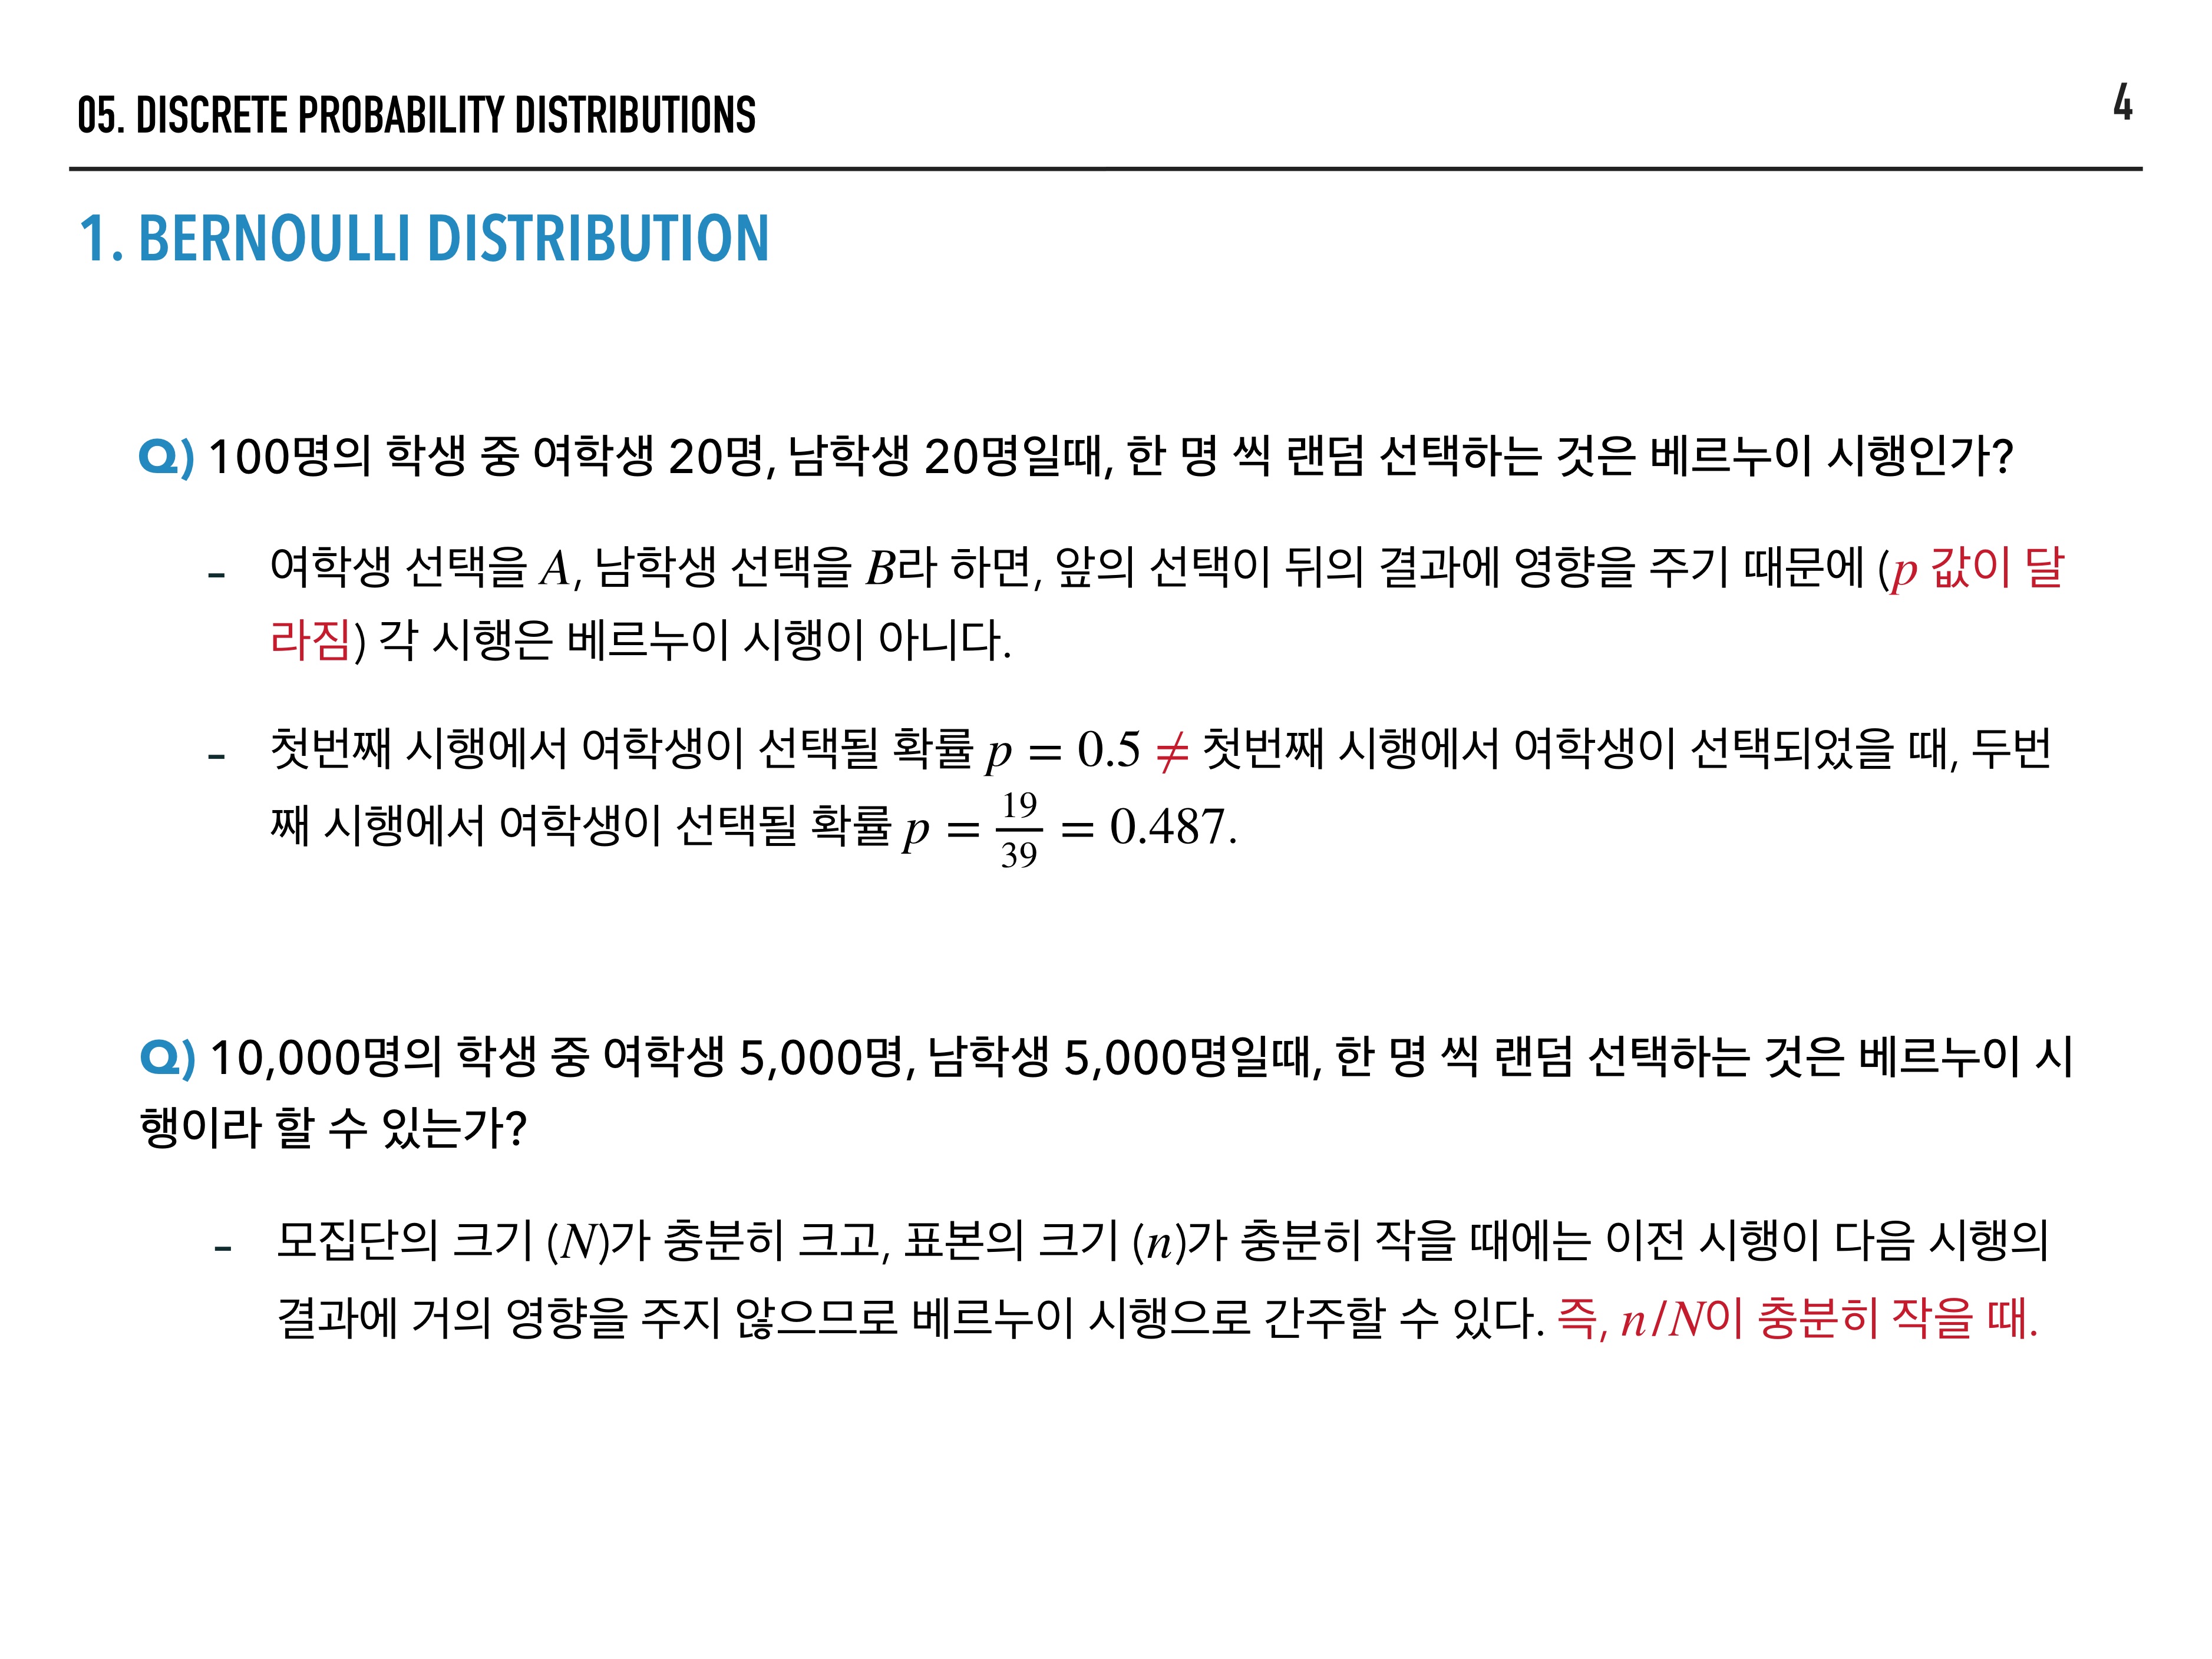 05. DISCRETE PROBABILITY DISTRIBUTIONS
4
1. BERNOULLI DISTRIBUTION
Q) 100명의 학생 중 여학생 20명, 남학생 20명일때, 한 명 씩 랜덤 선택하는 것은 베르누이 시행인가?
- 여학생 선택을 A, 남학생 선택을 B라 하면, 앞의 선택이 뒤의 결과에 영향을 주기 때문에 (p 값이 달
라짐) 각 시행은 베르누이 시행이 아니다.
- 첫번째 시행에서 여학생이 선택될 확률 p = 0.5 ≠ 첫번째 시행에서 여학생이 선택되었을 때, 두번
째 시행에서 여학생이 선택될 확률 p = 19/39 = 0.487.
Q) 10,000명의 학생 중 여학생 5,000명, 남학생 5,000명일때, 한 명 씩 랜덤 선택하는 것은 베르누이 시
행이라 할 수 있는가?
- 모집단의 크기 (N)가 충분히 크고, 표본의 크기 (n)가 충분히 작을 때에는 이전 시행이 다음 시행의
결과에 거의 영향을 주지 않으므로 베르누이 시행으로 간주할 수 있다. 즉, n/N이 충분히 작을 때.